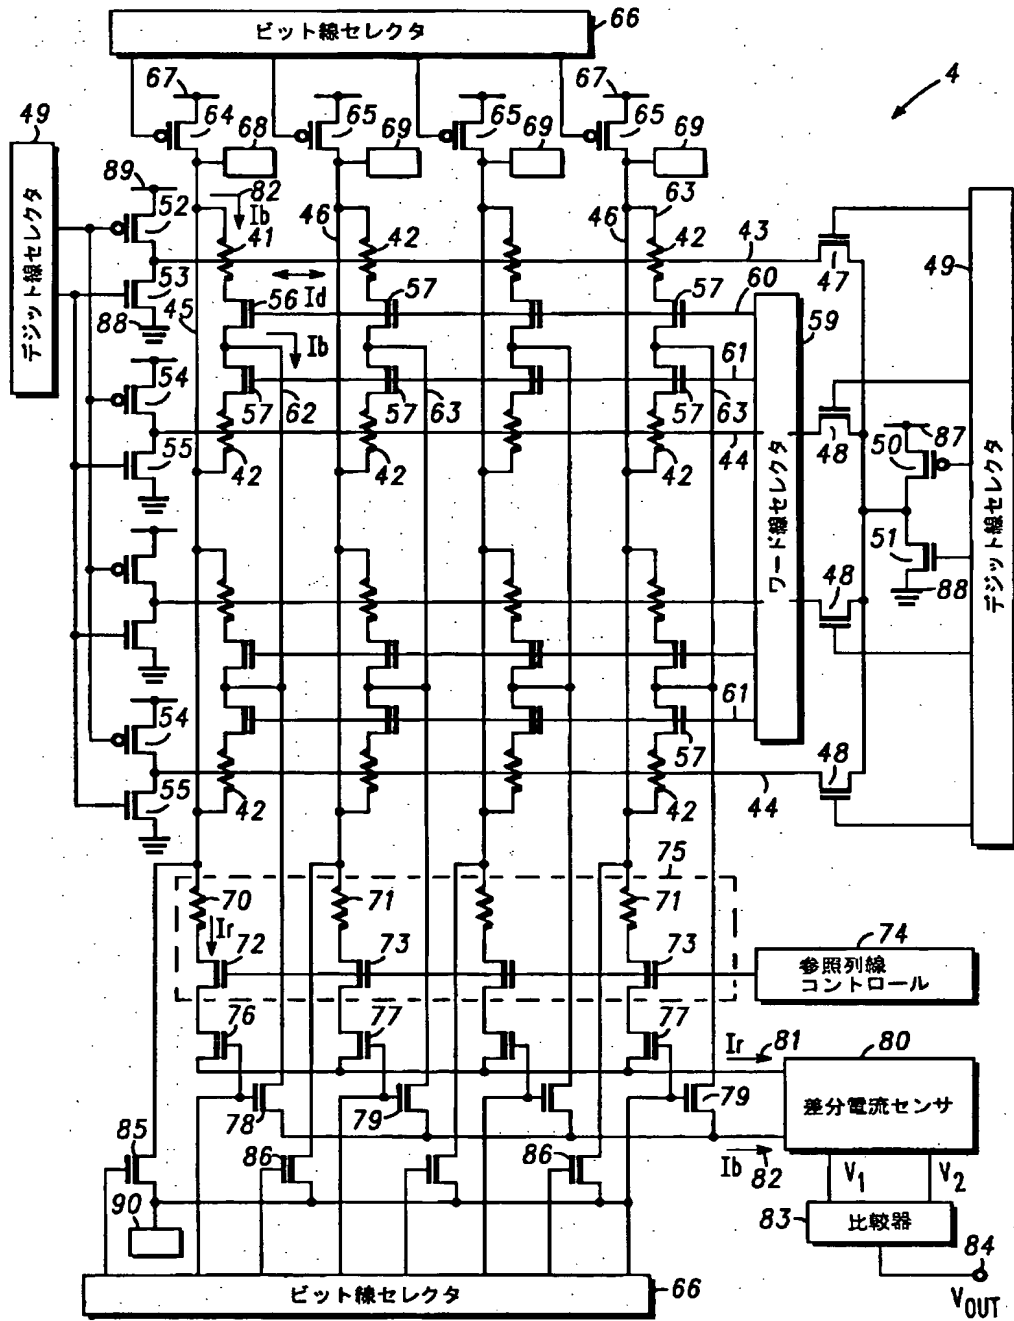 ビット線セレクタ 66
4
67 67
64 65 65 65
49
68 69 69 69
デジット線セレクタ
89
52
82
Ib
46 46 63
41 42 42 43
47
49
53
Id
57 57 60
56
59
88
45
Ib
61
54
57 62 57 63 57 63
44 48 87
50
55
42 42 42
ワード線セレクタ
デジット線セレクタ
51
48 88
61
54
57
48
55
42 42 44
75
70 71 71
Ir
72 73 73 74
参照列線
コントロール
76 77 77
Ir 81 80
78 79 79
差分電流センサ
85
86 86
Ib 82
V1 V2
90
83 比較器
84
ビット線セレクタ 66
VOUT